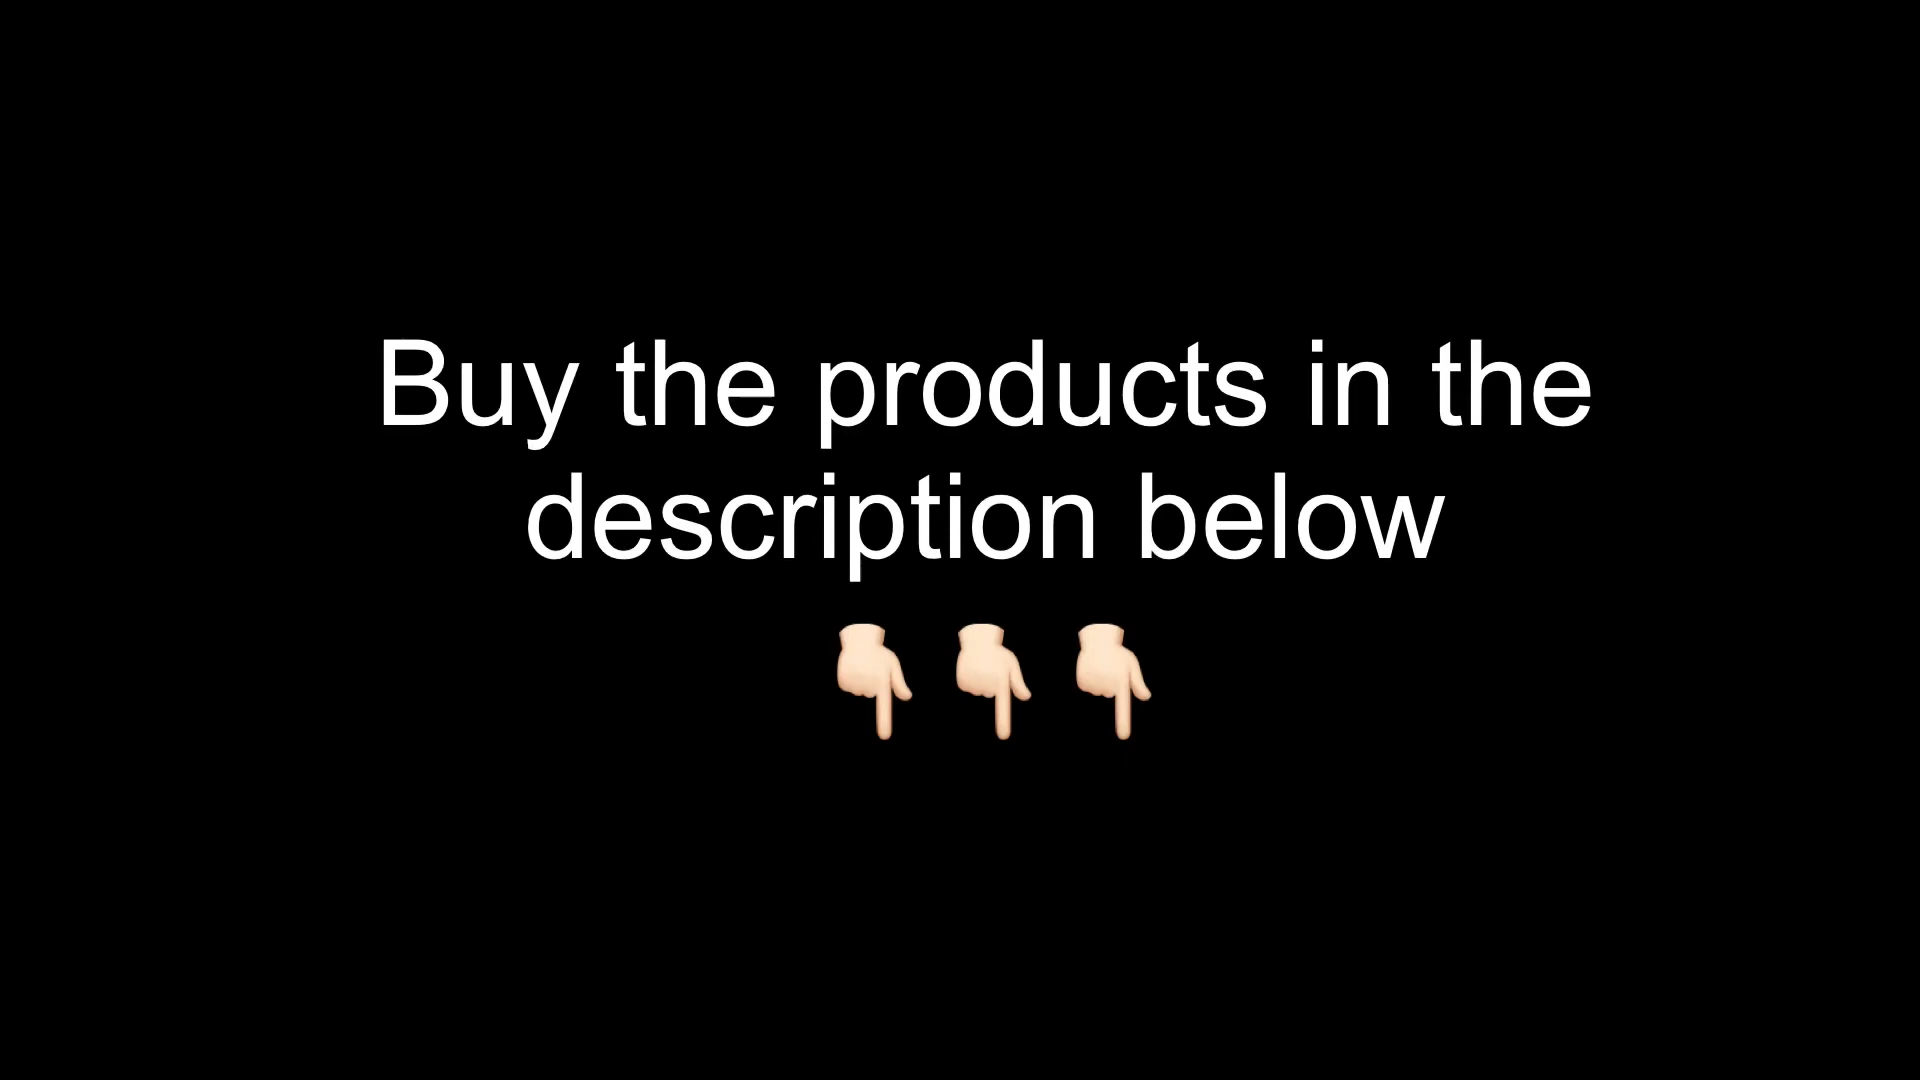 Buy the products in the
description below
👇🏻👇🏻👇🏻